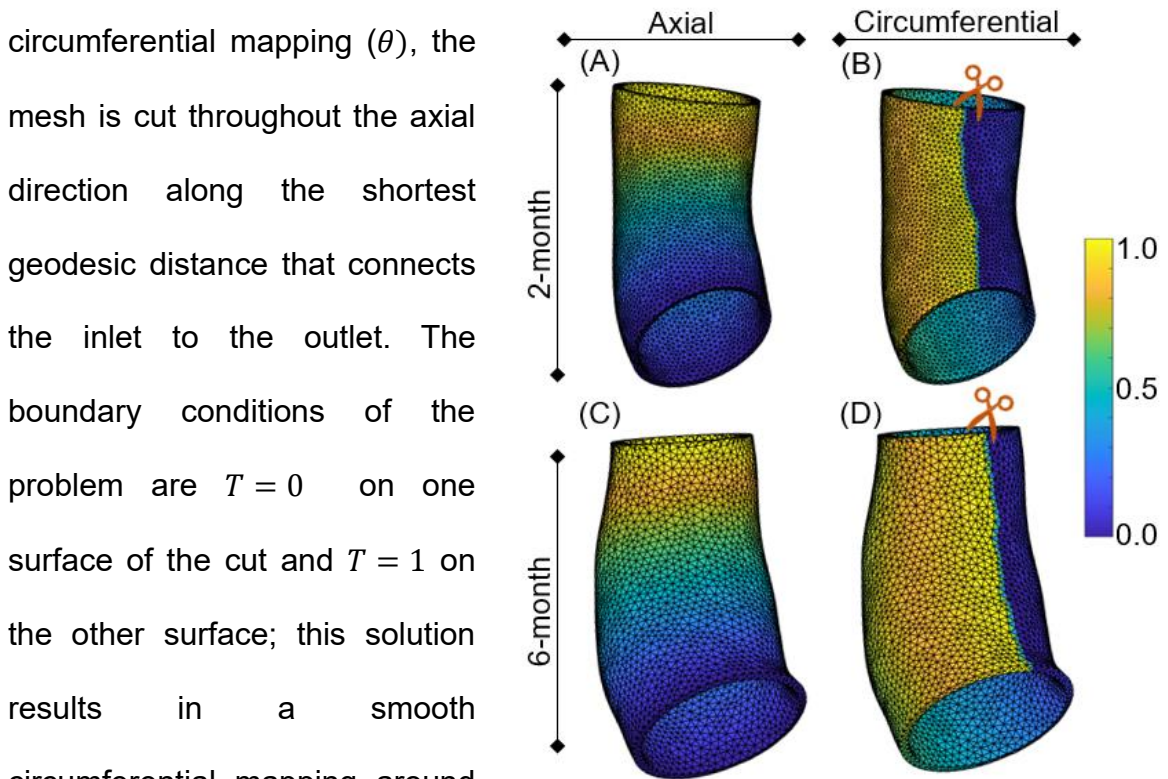 circumferential mapping (θ), the
mesh is cut throughout the axial
direction along the shortest
geodesic distance that connects
the inlet to the outlet. The
boundary conditions of the
problem are T = 0 on one
surface of the cut and T = 1 on
the other surface; this solution
results in a smooth
circumferential mapping around
Axial
Circumferential
(A)
(B)
2-month
(C)
(D)
6-month
1.0
0.5
0.0